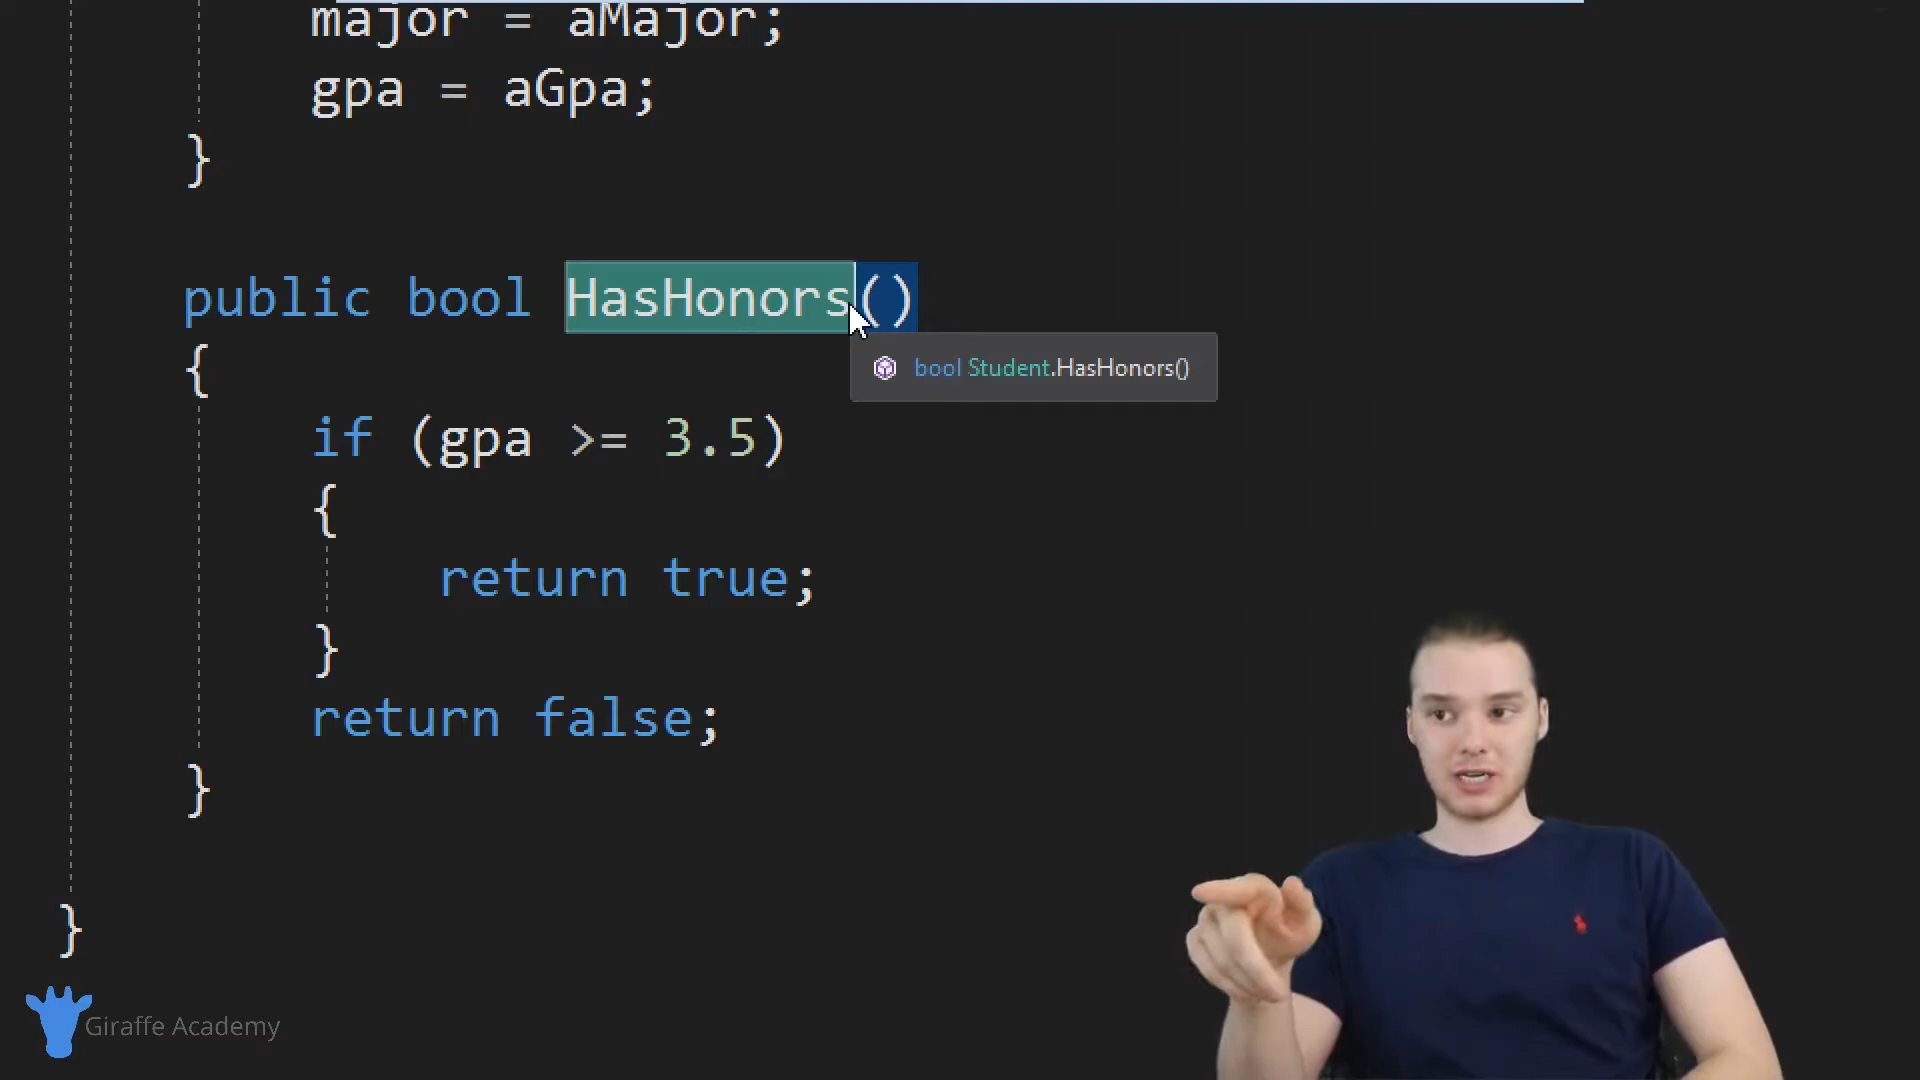 major = aMajor;
gpa = aGpa;
}
public bool HasHonors()
{
bool Student.HasHonors()
if (gpa >= 3.5)
{
return true;
}
return false;
}
}
Giraffe Academy